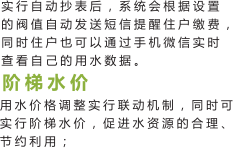 实行自动抄表后，系统会根据设置
的阀值自动发送短信提醒住户缴费，
同时住户也可以通过手机微信实时
查看自己的用水数据。
阶梯水价
用水价格调整实行联动机制，同时可
实行阶梯水价，促进水资源的合理、
节约利用；